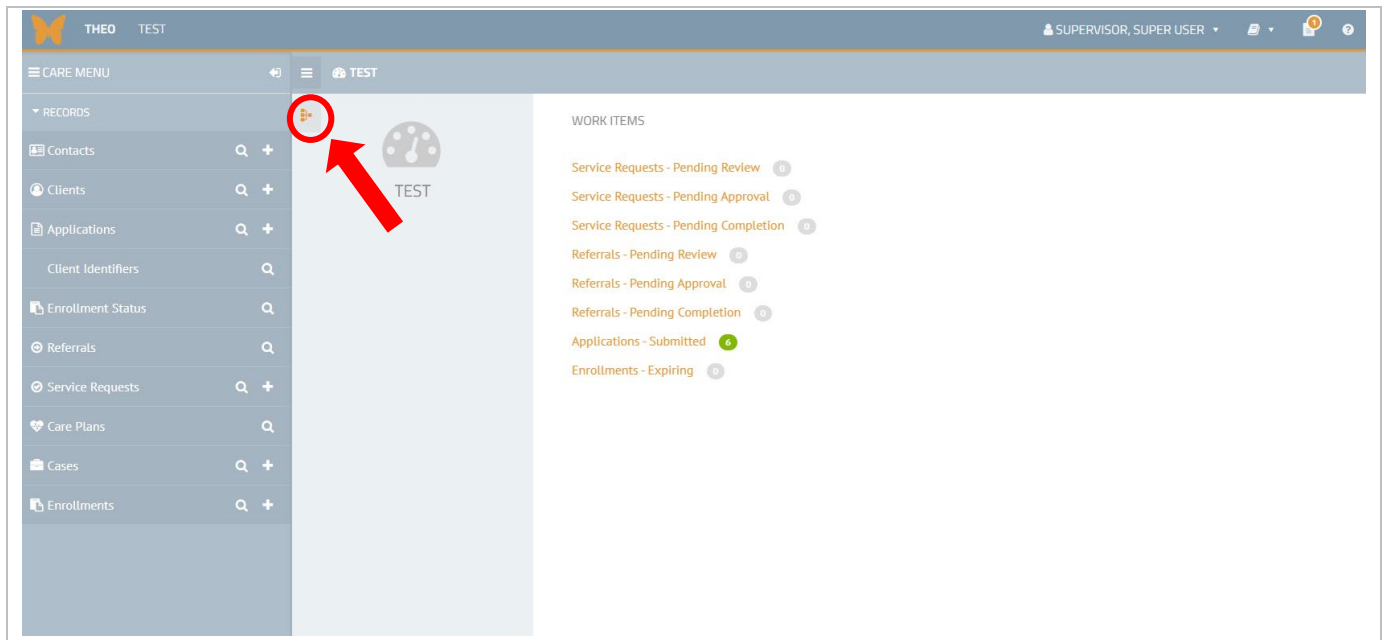 THEO TEST SUPERVISOR, SUPER USER 1
CARE MENU
TEST
RECORDS
Contacts
Clients
Applications
Client Identifiers
Enrollment Status
Referrals
Service Requests
Care Plans
Cases
Enrollments
TEST
WORK ITEMS
Service Requests - Pending Review 0
Service Requests - Pending Approval 0
Service Requests - Pending Completion 0
Referrals - Pending Review 0
Referrals - Pending Approval 0
Referrals - Pending Completion 0
Applications - Submitted 6
Enrollments - Expiring 0